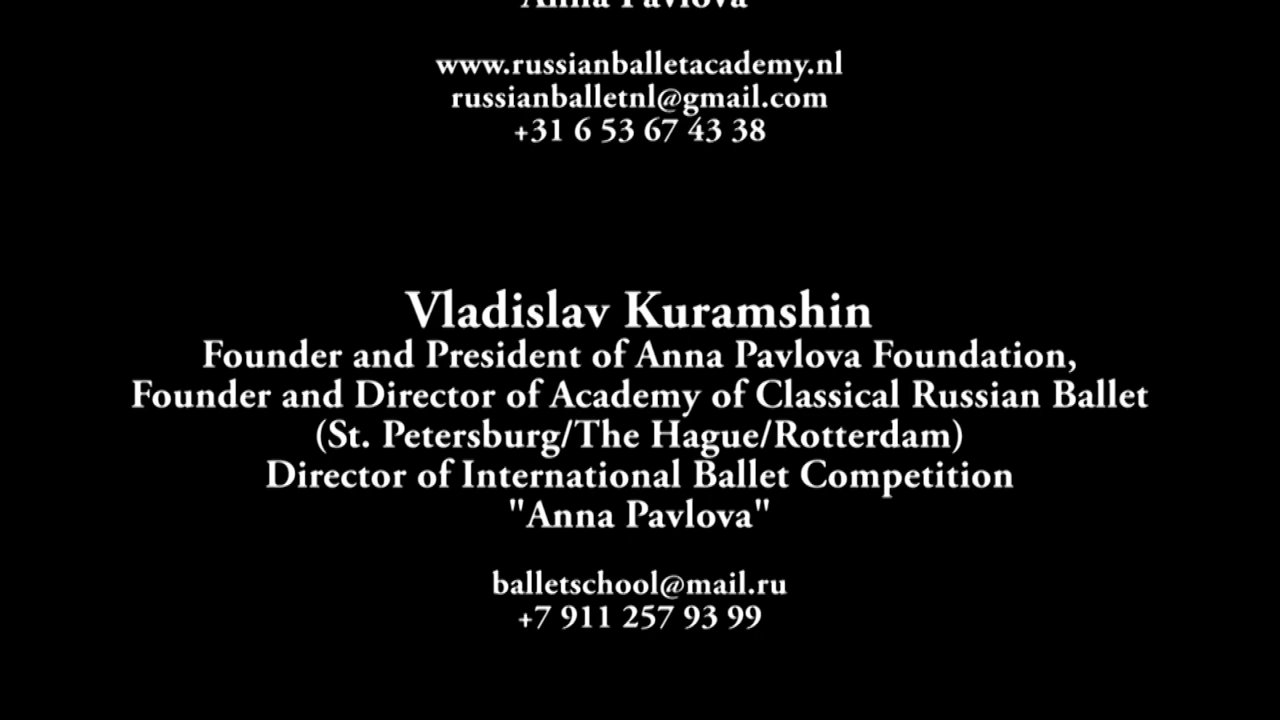 Anna Pavlova
www.russianballetacademy.nl
russianballetnl@gmail.com
+31 6 53 67 43 38
Vladislav Kuramshin
Founder and President of Anna Pavlova Foundation,
Founder and Director of Academy of Classical Russian Ballet
(St. Petersburg/The Hague/Rotterdam)
Director of International Ballet Competition
"Anna Pavlova"
balletschool@mail.ru
+7 911 257 93 99